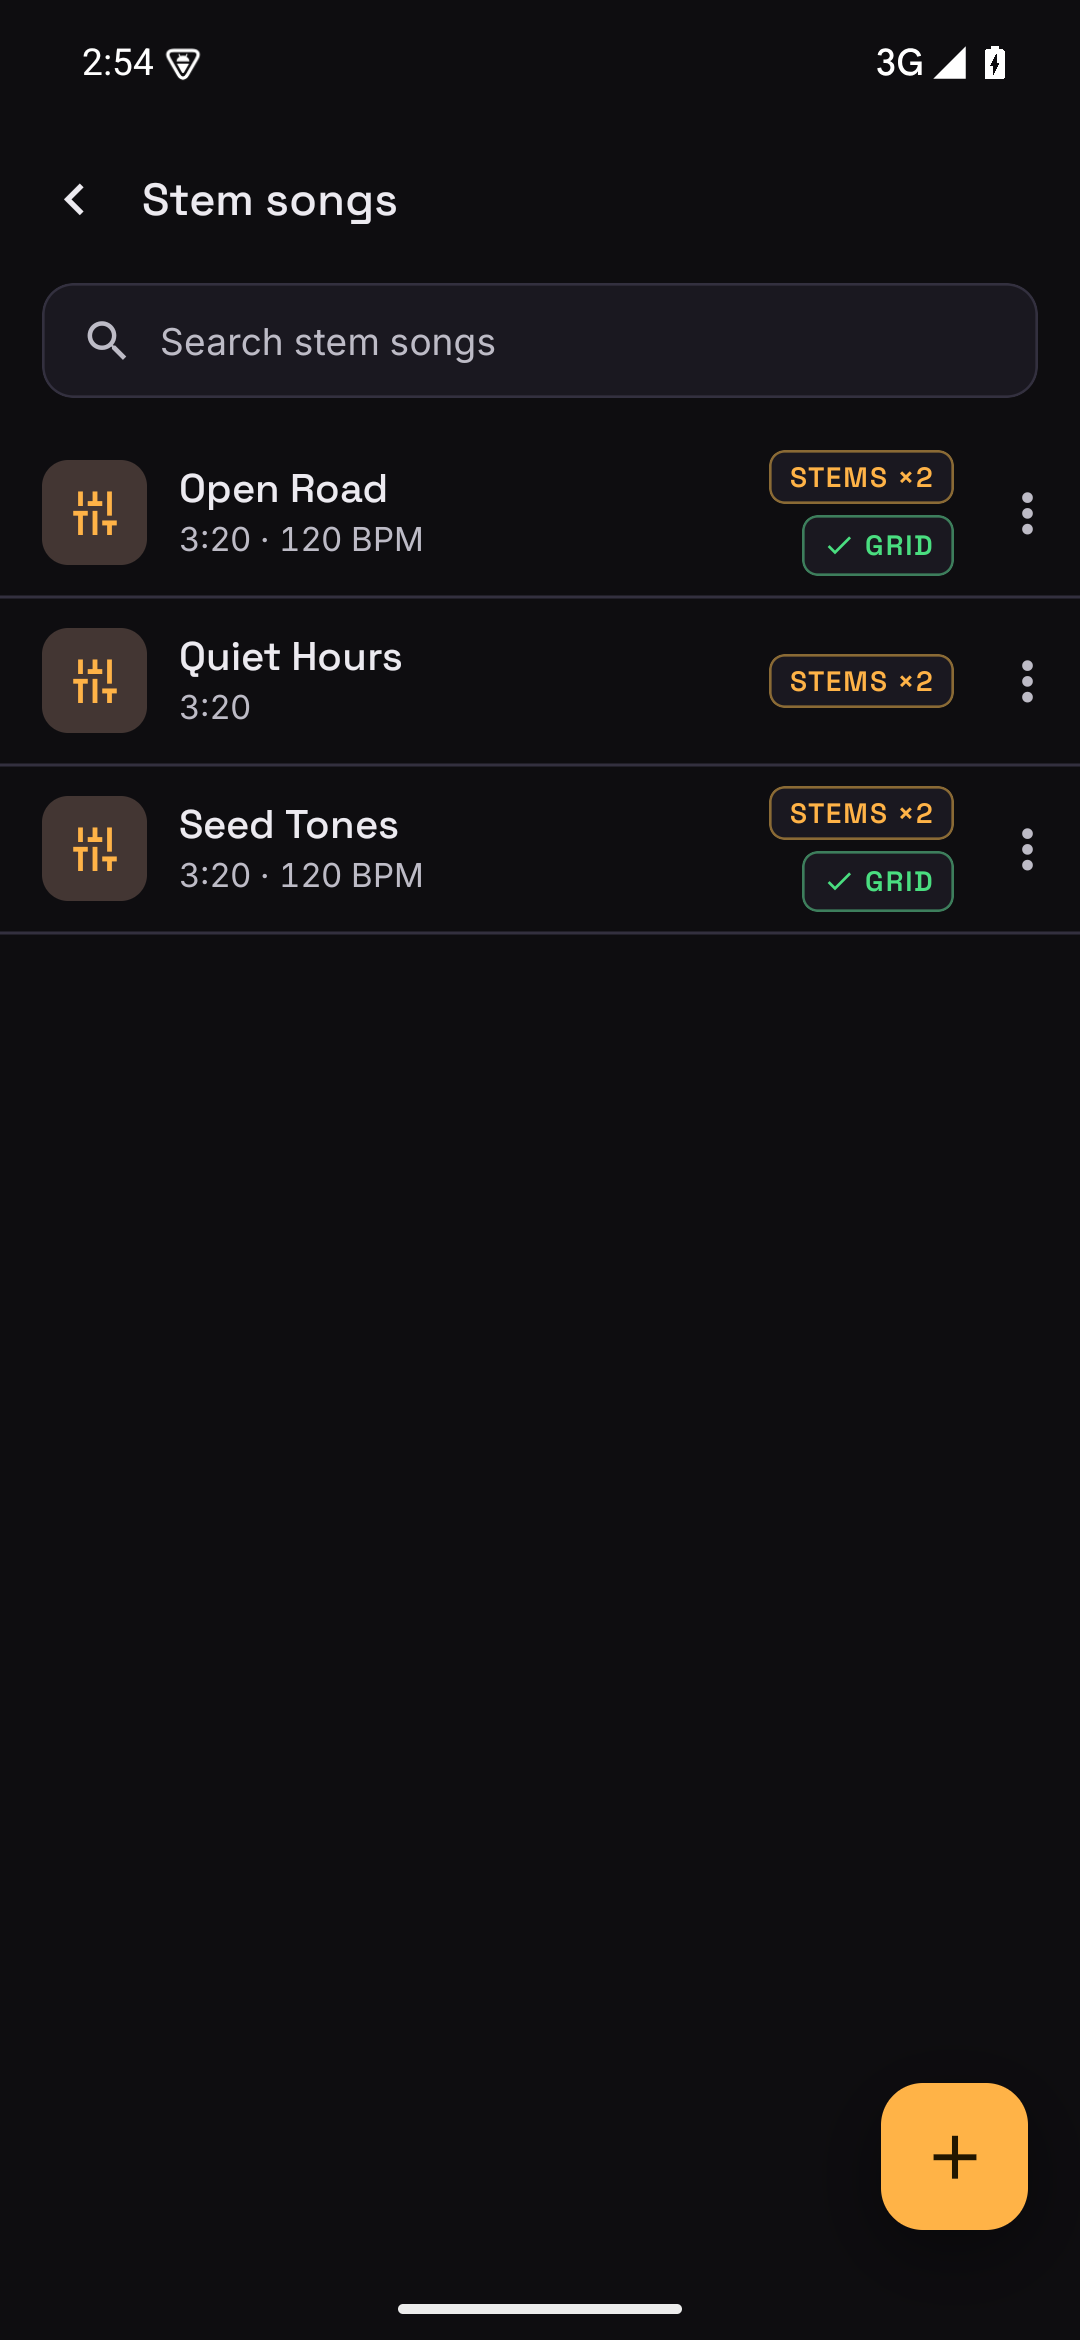 2:54
3G
Stem songs
Search stem songs
Open Road
3:20 · 120 BPM
STEMS ×2
GRID
Quiet Hours
3:20
STEMS ×2
Seed Tones
3:20 · 120 BPM
STEMS ×2
GRID